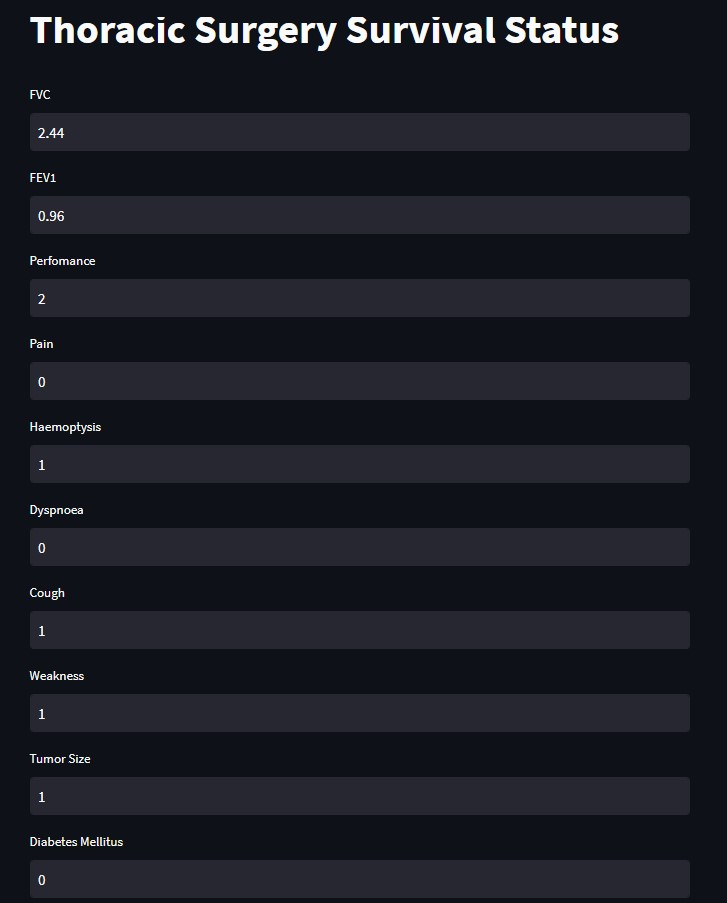 Thoracic Surgery Survival Status
FVC
2.44
FEV1
0.96
Perfomance
2
Pain
0
Haemoptysis
1
Dyspnoea
0
Cough
1
Weakness
1
Tumor Size
1
Diabetes Mellitus
0